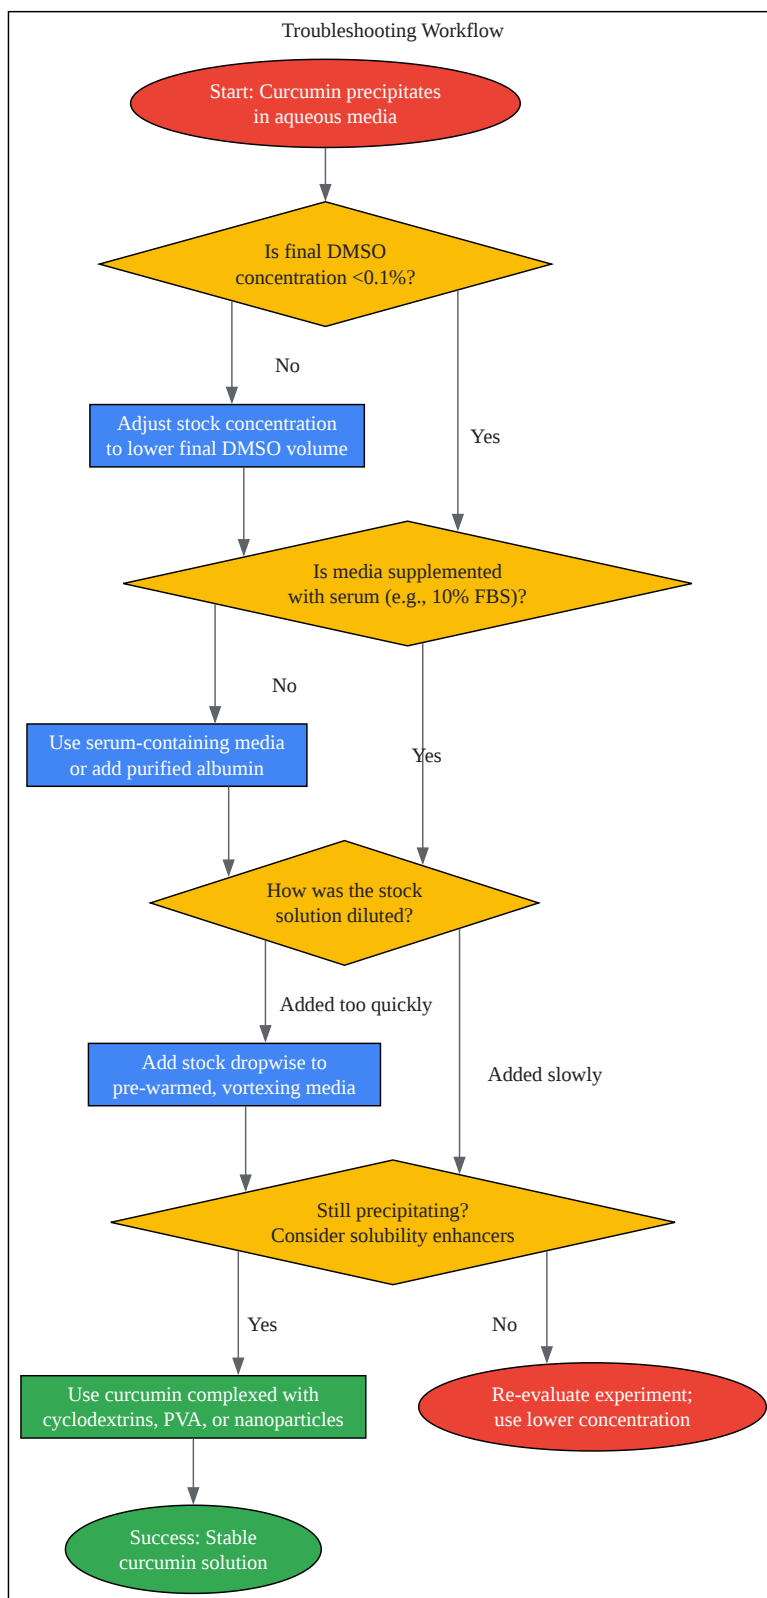 Troubleshooting Workflow
Start: Curcumin precipitates
in aqueous media
Is final DMSO
concentration <0.1%?
No
Yes
Adjust stock concentration
to lower final DMSO volume
Is media supplemented
with serum (e.g., 10% FBS)?
No
Yes
Use serum-containing media
or add purified albumin
How was the stock
solution diluted?
Added too quickly
Added slowly
Add stock dropwise to
pre-warmed, vortexing media
Still precipitating?
Consider solubility enhancers
Yes
No
Use curcumin complexed with
cyclodextrins, PVA, or nanoparticles
Re-evaluate experiment;
use lower concentration
Success: Stable
curcumin solution